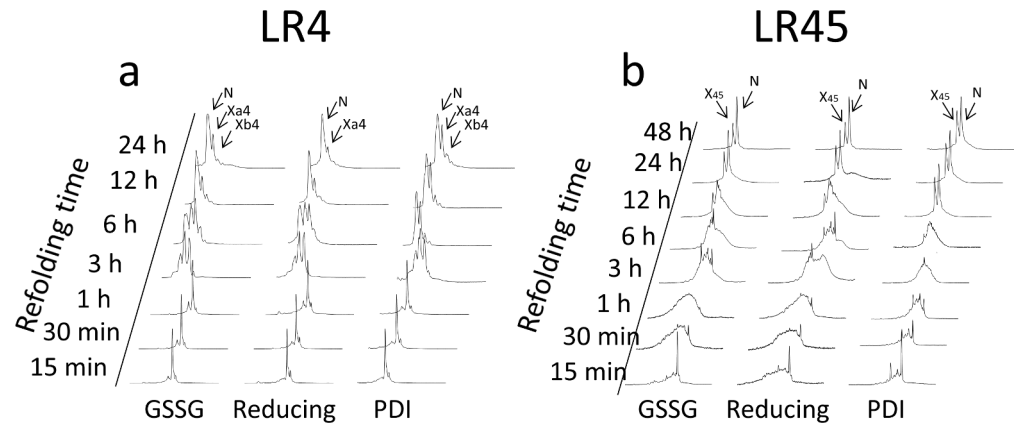 LR4
LR45
a
N
Xa4
Xb4
N
Xa4
N
Xa4
Xb4
24 h
12 h
6 h
3 h
1 h
30 min
15 min
Refolding time
GSSG Reducing PDI
b
X45
N
X45
N
X45
N
48 h
24 h
12 h
6 h
3 h
1 h
30 min
15 min
Refolding time
GSSG Reducing PDI